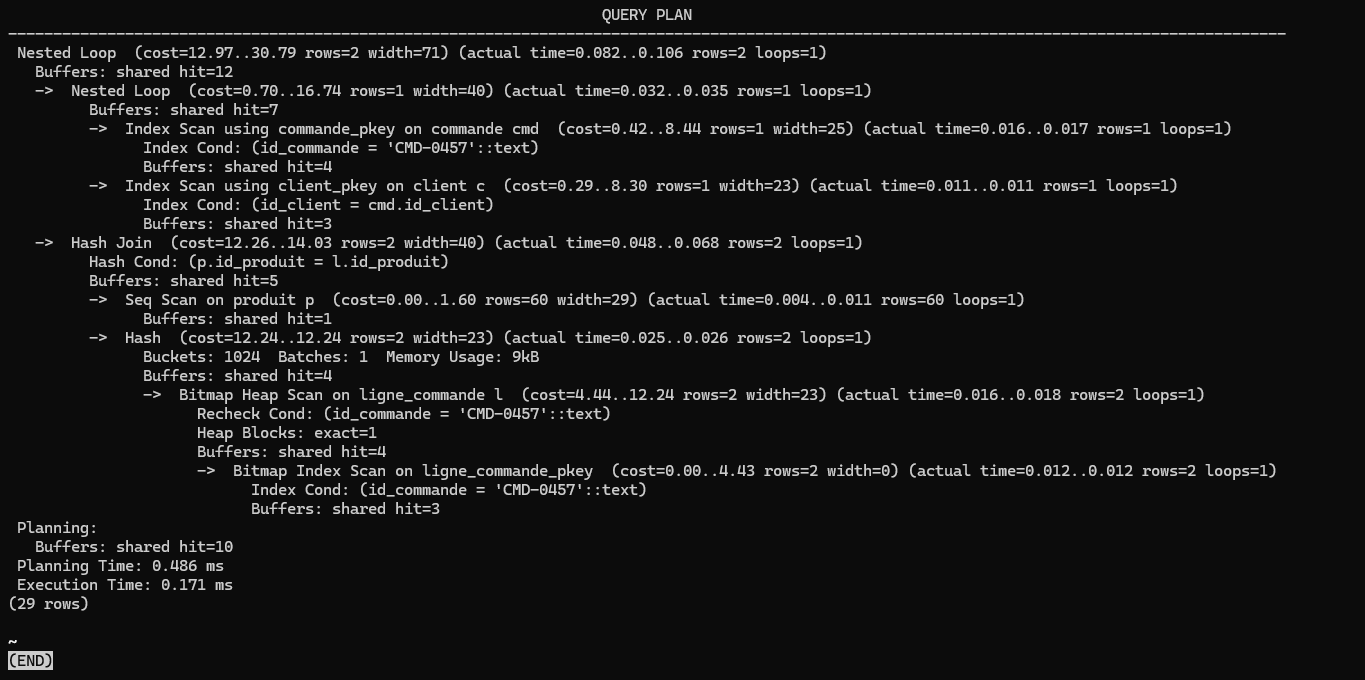 QUERY PLAN
--------------------------------------------------------------------------------------------------------------------------------------------
Nested Loop  (cost=12.97..30.79 rows=2 width=71) (actual time=0.082..0.106 rows=2 loops=1)
  Buffers: shared hit=12
  ->  Nested Loop  (cost=0.70..16.74 rows=1 width=40) (actual time=0.032..0.035 rows=1 loops=1)
        Buffers: shared hit=7
        ->  Index Scan using commande_pkey on commande cmd  (cost=0.42..8.44 rows=1 width=25) (actual time=0.016..0.017 rows=1 loops=1)
              Index Cond: (id_commande = 'CMD-0457'::text)
              Buffers: shared hit=4
        ->  Index Scan using client_pkey on client c  (cost=0.29..8.30 rows=1 width=23) (actual time=0.011..0.011 rows=1 loops=1)
              Index Cond: (id_client = cmd.id_client)
              Buffers: shared hit=3
  ->  Hash Join  (cost=12.26..14.03 rows=2 width=40) (actual time=0.048..0.068 rows=2 loops=1)
        Hash Cond: (p.id_produit = l.id_produit)
        Buffers: shared hit=5
        ->  Seq Scan on produit p  (cost=0.00..1.60 rows=60 width=29) (actual time=0.004..0.011 rows=60 loops=1)
              Buffers: shared hit=1
        ->  Hash  (cost=12.24..12.24 rows=2 width=23) (actual time=0.025..0.026 rows=2 loops=1)
              Buckets: 1024  Batches: 1  Memory Usage: 9kB
              Buffers: shared hit=4
              ->  Bitmap Heap Scan on ligne_commande l  (cost=4.44..12.24 rows=2 width=23) (actual time=0.016..0.018 rows=2 loops=1)
                    Recheck Cond: (id_commande = 'CMD-0457'::text)
                    Heap Blocks: exact=1
                    Buffers: shared hit=4
                    ->  Bitmap Index Scan on ligne_commande_pkey  (cost=0.00..4.43 rows=2 width=0) (actual time=0.012..0.012 rows=2 loops=1)
                          Index Cond: (id_commande = 'CMD-0457'::text)
                          Buffers: shared hit=3
Planning:
  Buffers: shared hit=10
Planning Time: 0.486 ms
Execution Time: 0.171 ms
(29 rows)
~
(END)